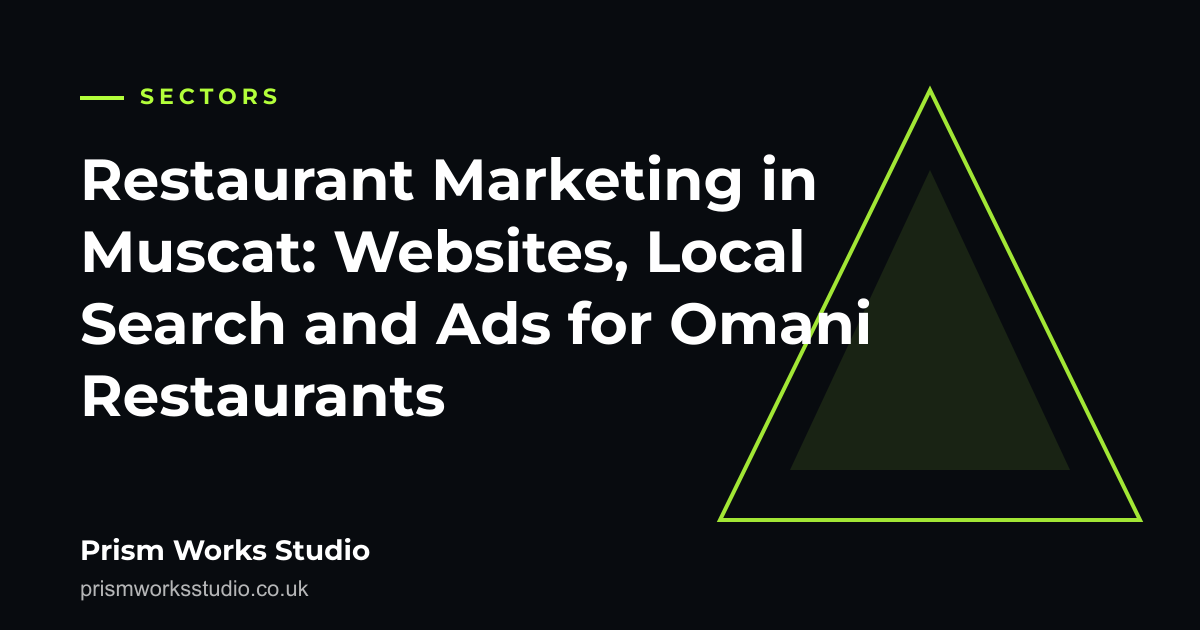 SECTORS
Restaurant Marketing in
Muscat: Websites, Local
Search and Ads for Omani
Restaurants
Prism Works Studio
prismworksstudio.co.uk